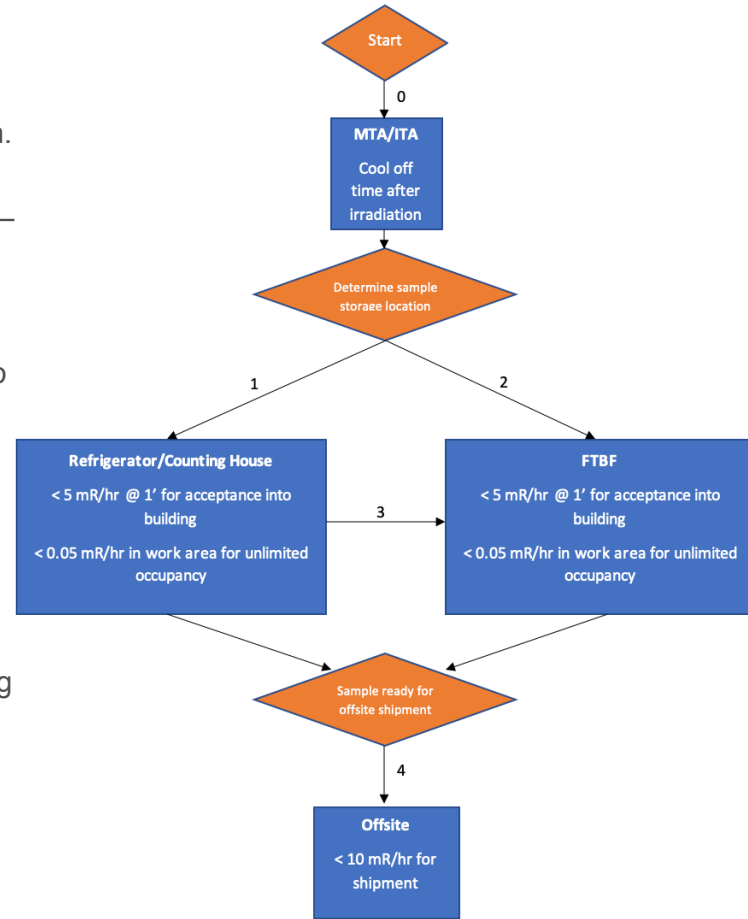 Start
0
n.
MTA/ITA
Cool off
time after
irradiation
–
Determine sample
storage location
o
1
2
Refrigerator/Counting House
< 5 mR/hr @ 1’ for acceptance into
building
< 0.05 mR/hr in work area for unlimited
occupancy
3
FTBF
< 5 mR/hr @ 1’ for acceptance into
building
< 0.05 mR/hr in work area for unlimited
occupancy
g
Sample ready for
offsite shipment
4
Offsite
< 10 mR/hr for
shipment